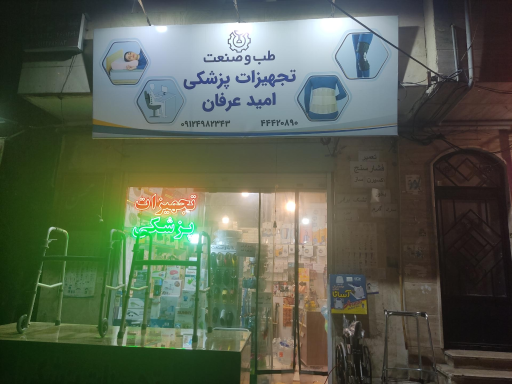 طب و صنعت
تجهیزات پزشکی
امید عرفان
۰۹۱۲۴۹۸۲۳۴۳
۴۴۴۲۰۸۹۰
تجهیزات
پزشکی